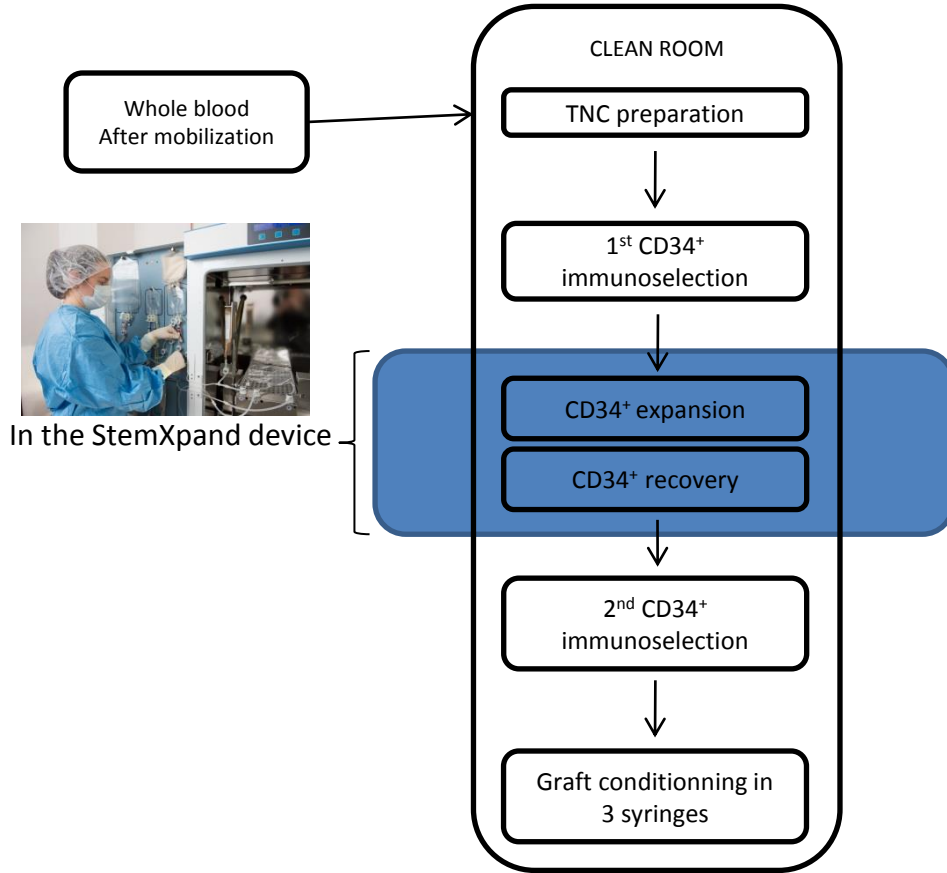 CLEAN ROOM
Whole blood
After mobilization
TNC preparation
1st CD34+
immunoselection
CD34+ expansion
In the StemXpand device
CD34+ recovery
2nd CD34+
immunoselection
Graft conditionning in
3 syringes